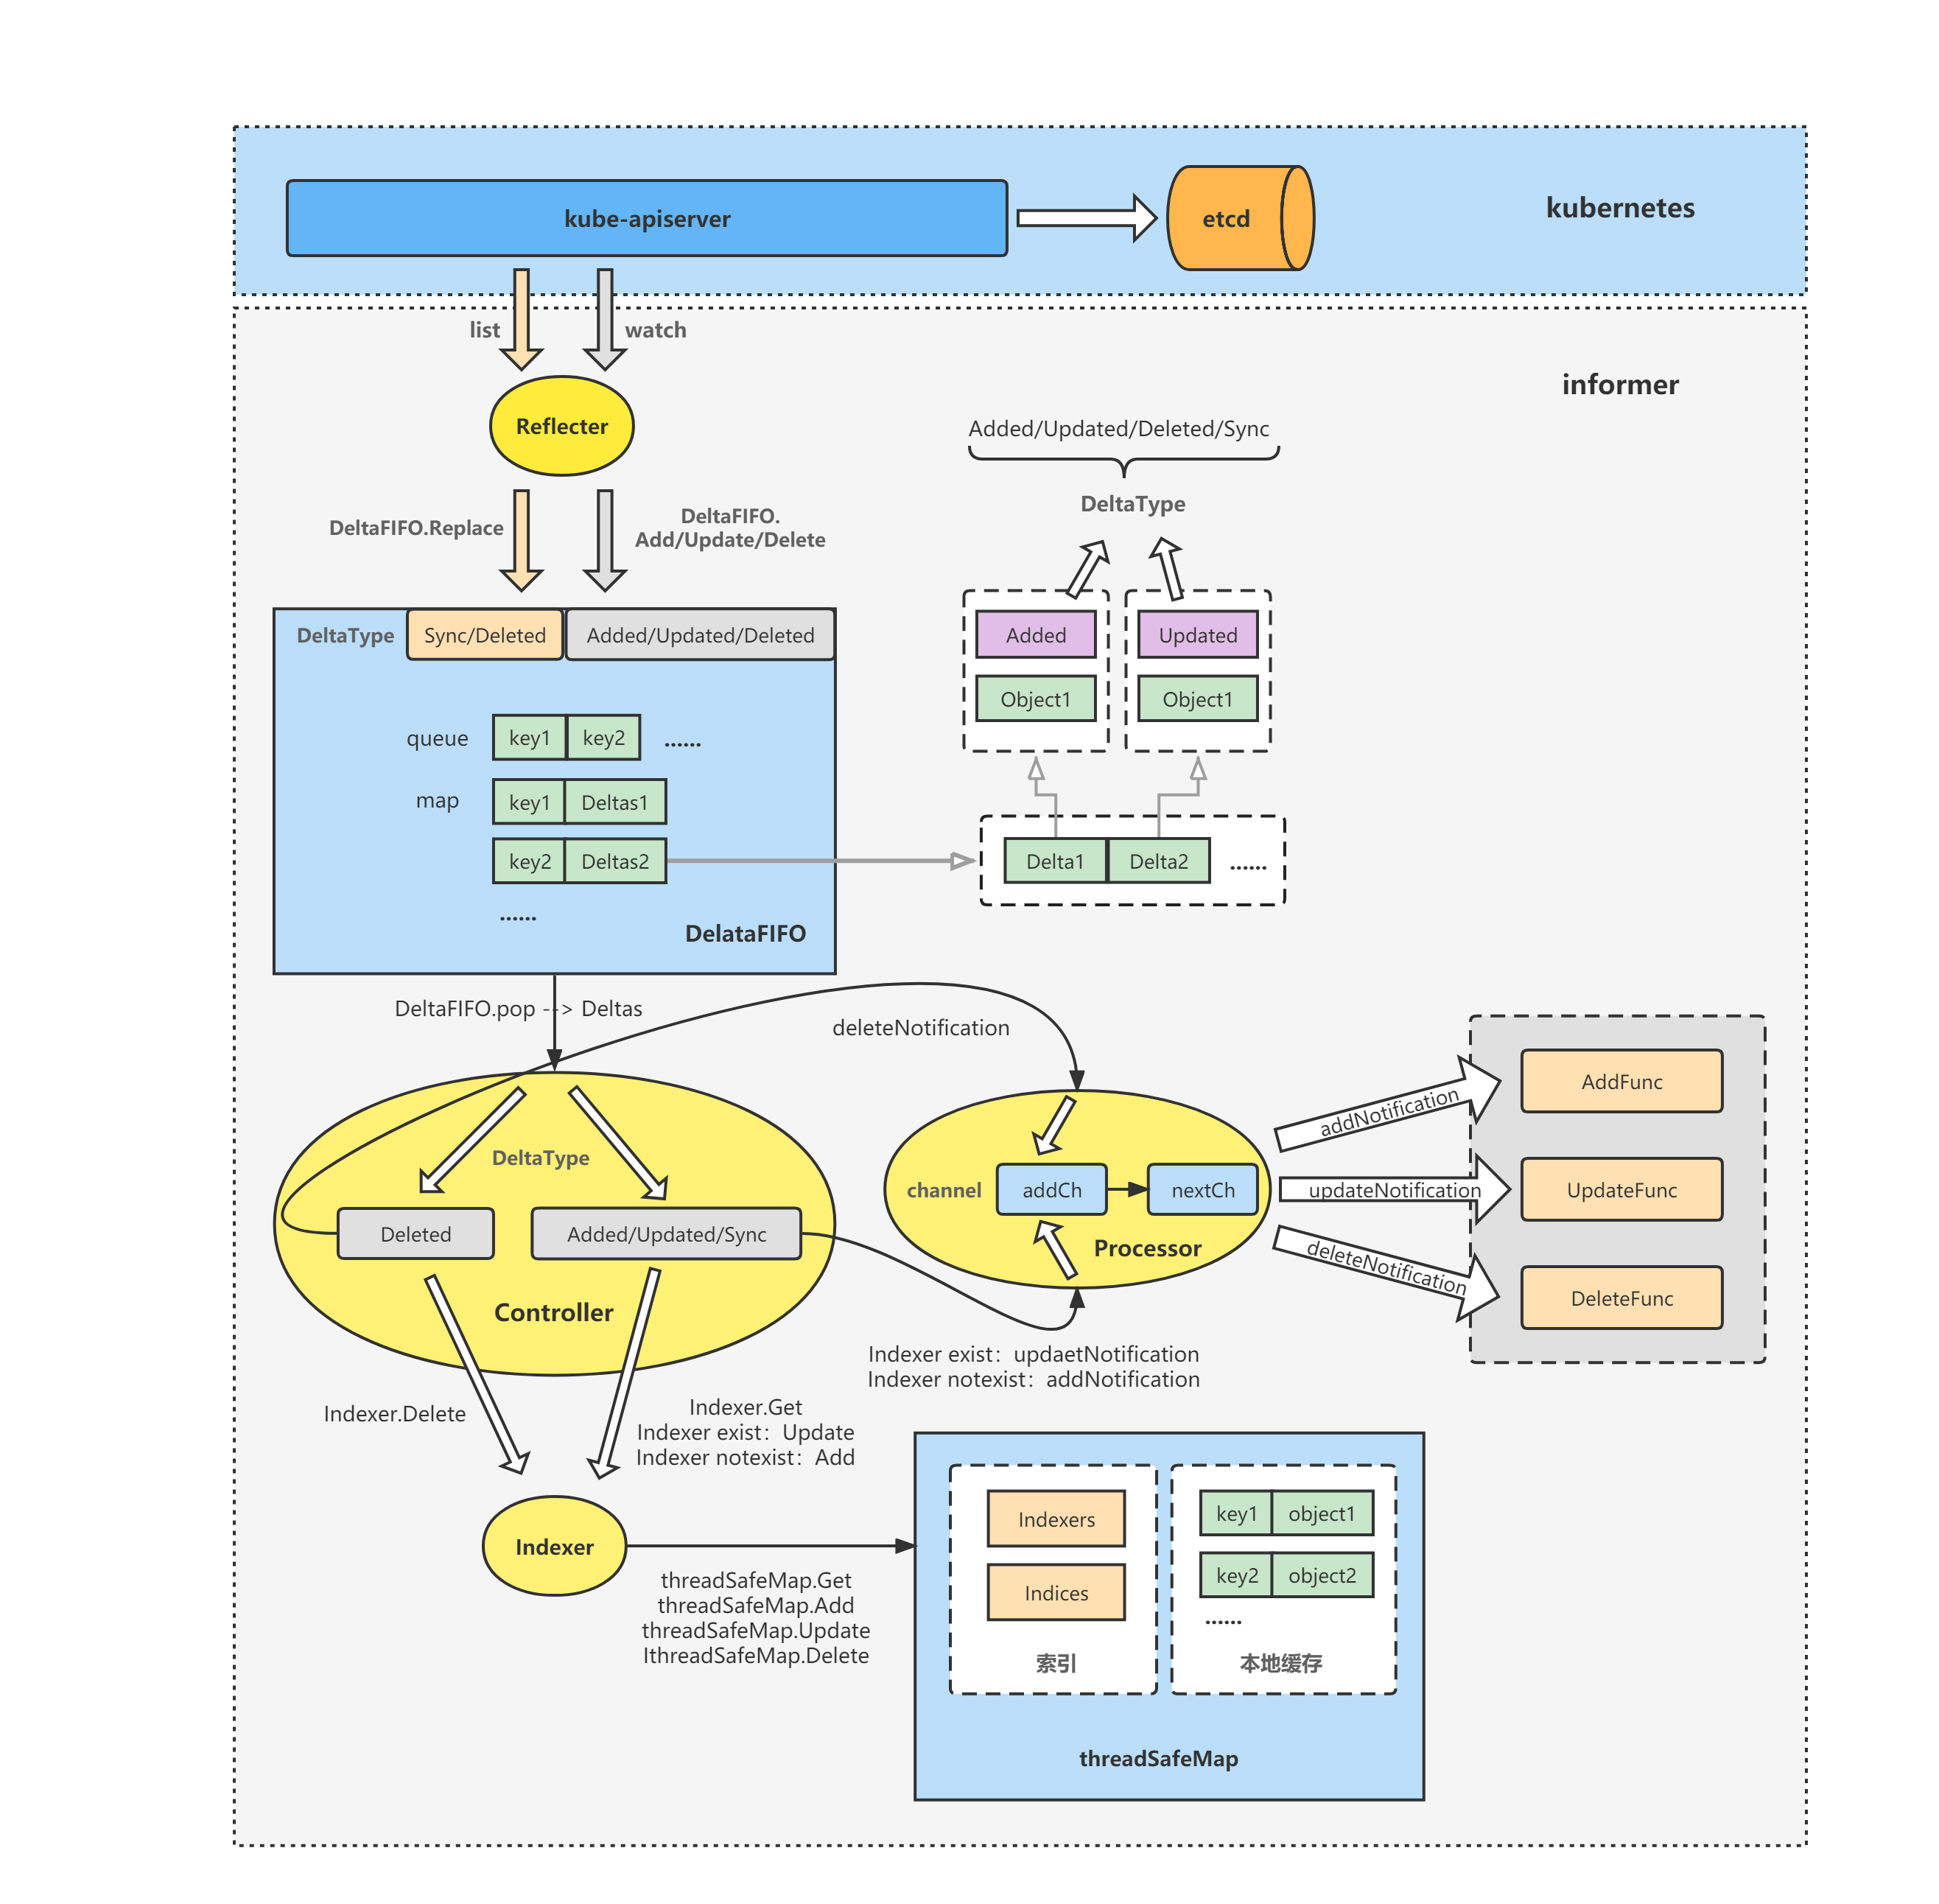 kube-apiserver
etcd
kubernetes
list
watch
informer
Reflecter
Added/Updated/Deleted/Sync
DeltaType
DeltaFIFO.Replace
DeltaFIFO.
Add/Update/Delete
DeltaType
Sync/Deleted
Added/Updated/Deleted
Added
Updated
Object1
Object1
queue
key1
key2
......
map
key1
Deltas1
key2
Deltas2
......
DelataFIFO
Delta1
Delta2
......
DeltaFIFO.pop --> Deltas
deleteNotification
DeltaType
Deleted
Added/Updated/Sync
Controller
channel
addCh
nextCh
Processor
addNotification
updateNotification
deleteNotification
AddFunc
UpdateFunc
DeleteFunc
Indexer exist：updaetNotification
Indexer notexist：addNotification
Indexer.Delete
Indexer.Get
Indexer exist：Update
Indexer notexist：Add
Indexer
threadSafeMap.Get
threadSafeMap.Add
threadSafeMap.Update
IthreadSafeMap.Delete
Indexers
Indices
索引
key1
object1
key2
object2
......
本地缓存
threadSafeMap